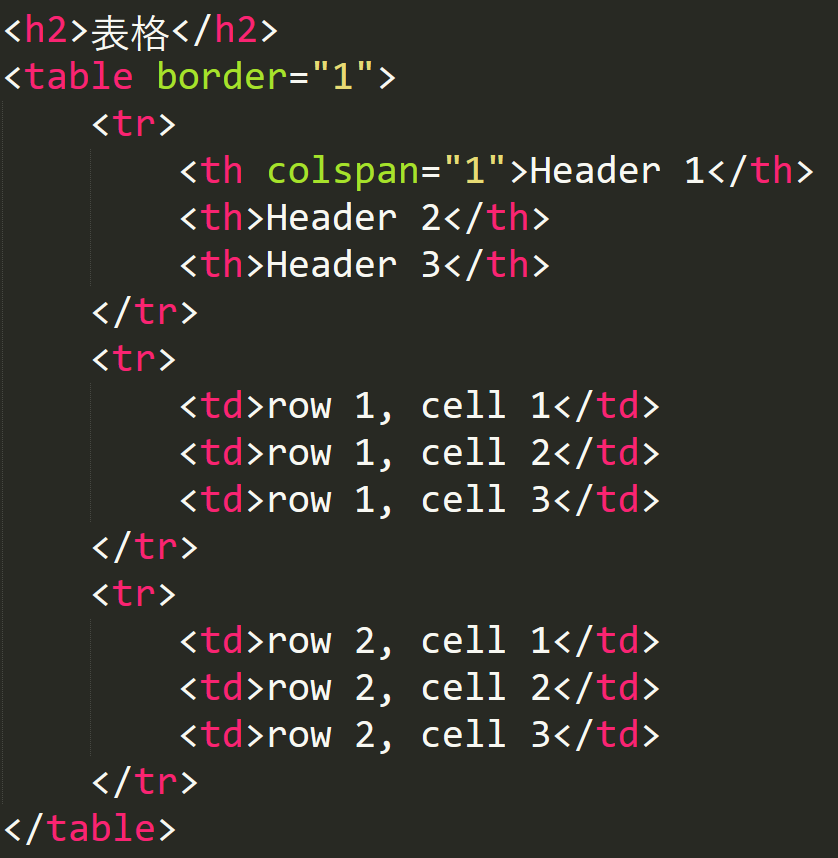 <h2>表格</h2>
<table border="1">
<tr>
<th colspan="1">Header 1</th>
<th>Header 2</th>
<th>Header 3</th>
</tr>
<tr>
<td>row 1, cell 1</td>
<td>row 1, cell 2</td>
<td>row 1, cell 3</td>
</tr>
<tr>
<td>row 2, cell 1</td>
<td>row 2, cell 2</td>
<td>row 2, cell 3</td>
</tr>
</table>